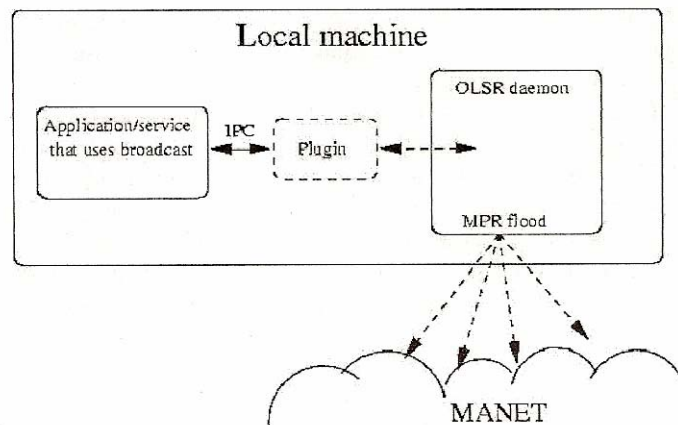 Local machine
OLSR daemon
Application/service
that uses broadcast
IPC
Plugin
MPR flood
MANET